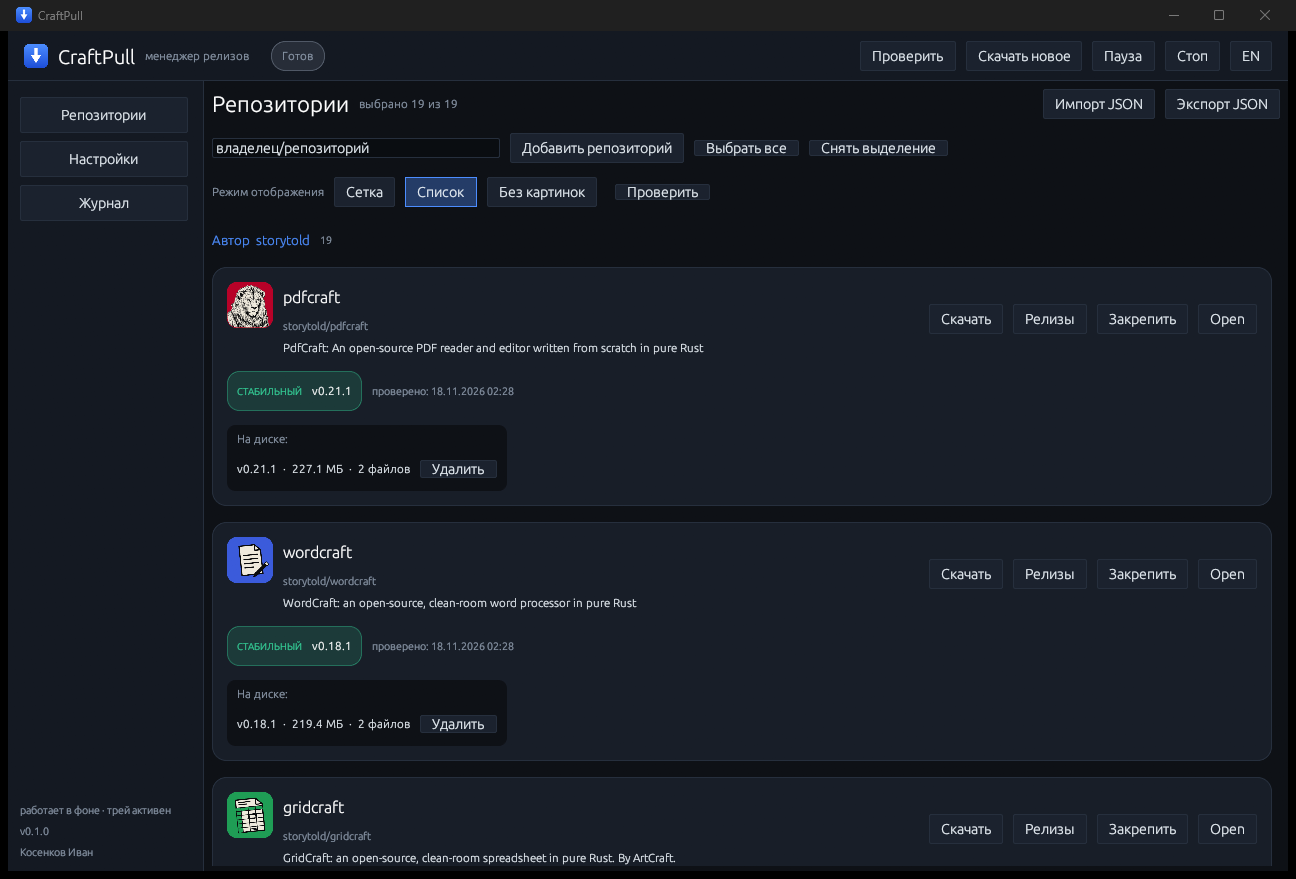 CraftPull
CraftPull менеджер релизов Готов Проверить Скачать новое Пауза Стоп EN
Репозитории
Настройки
Журнал
Репозитории выбрано 19 из 19 Импорт JSON Экспорт JSON
владелец/репозиторий Добавить репозиторий Выбрать все Снять выделение
Режим отображения Сетка Список Без картинок Проверить
Автор storytold 19
pdfcraft
storytold/pdfcraft
PdfCraft: An open-source PDF reader and editor written from scratch in pure Rust
Скачать Релизы Закрепить Open
СТАБИЛЬНЫЙ v0.21.1 проверено: 18.11.2026 02:28
На диске:
v0.21.1 · 227.1 МБ · 2 файлов Удалить
wordcraft
storytold/wordcraft
WordCraft: an open-source, clean-room word processor in pure Rust
Скачать Релизы Закрепить Open
СТАБИЛЬНЫЙ v0.18.1 проверено: 18.11.2026 02:28
На диске:
v0.18.1 · 219.4 МБ · 2 файлов Удалить
gridcraft
storytold/gridcraft
GridCraft: an open-source, clean-room spreadsheet in pure Rust. By ArtCraft.
Скачать Релизы Закрепить Open
работает в фоне · трей активен
v0.1.0
Косенков Иван